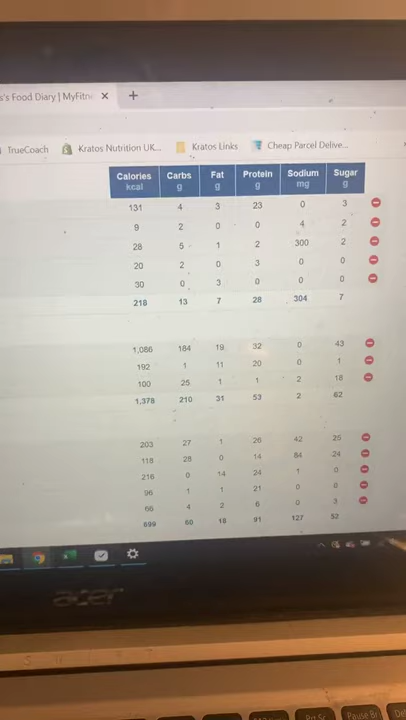 s's Food Diary | MyFitne × +
TrueCoach Kratos Nutrition UK... Kratos Links Cheap Parcel Delive...
Calories Carbs Fat Protein Sodium Sugar
kcal g g g mg g
131 4 3 23 0 3
9 2 0 0 4 2
28 5 1 2 300 2
20 2 0 3 0 0
30 0 3 0 0 0
218 13 7 28 304 7
1,086 184 19 32 0 43
192 1 11 20 0 1
100 25 1 1 2 18
1,378 210 31 53 2 62
203 27 1 26 42 25
118 28 0 14 84 24
216 0 14 24 1 0
96 1 1 21 0 0
66 4 2 6 0 3
699 60 18 91 127 52
acer
Pause Br